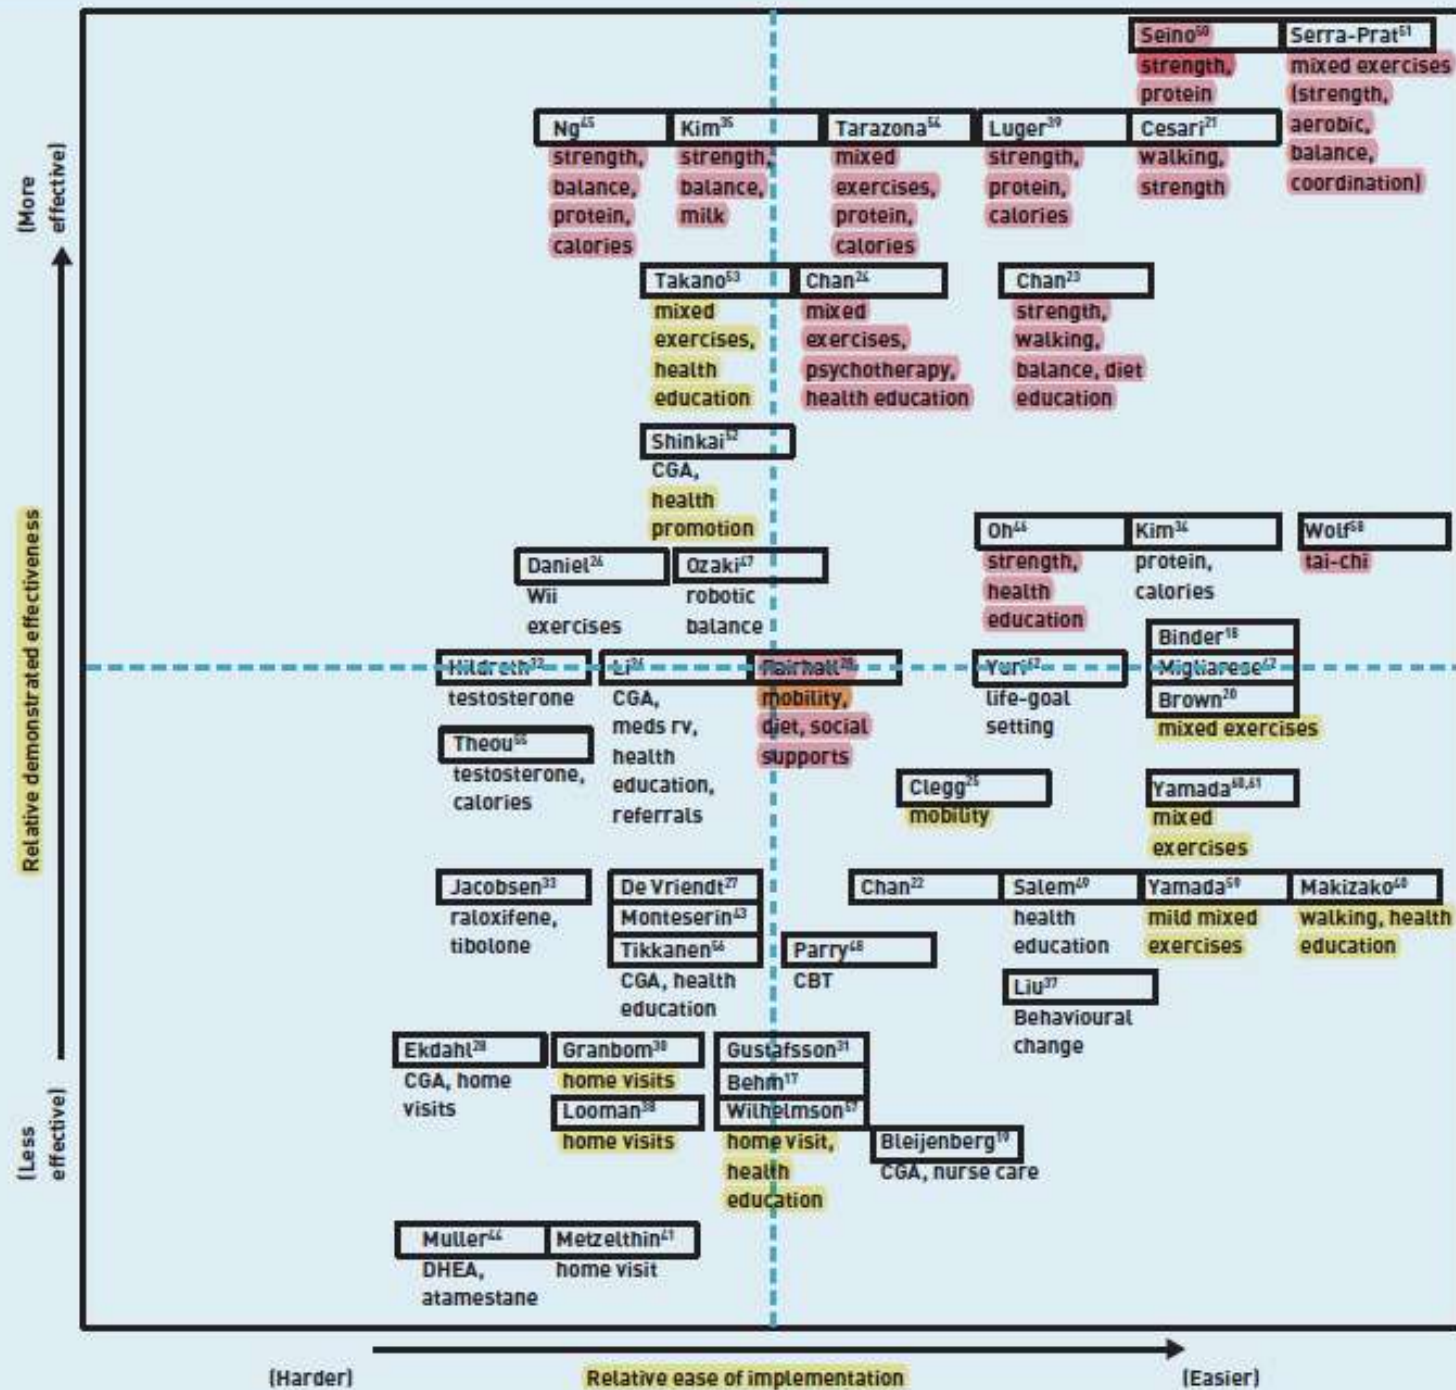 Seino⁵⁰
strength,
protein
Serra-Prat⁵¹
mixed exercises
(strength,
aerobic,
balance,
coordination)
Ng⁴⁵
strength,
balance,
protein,
calories
Kim³⁵
strength,
balance,
milk
Tarazona⁵⁴
mixed
exercises,
protein,
calories
Luger³⁹
strength,
protein,
calories
Cesari²¹
walking,
strength
Takano⁵³
mixed
exercises,
health
education
Chan²⁴
mixed
exercises,
psychotherapy,
health education
Chan²³
strength,
walking,
balance, diet
education
Shinkai⁵²
CGA,
health
promotion
Oh⁴⁶
strength,
health
education
Kim³⁴
protein,
calories
Wolf⁵⁸
tai-chi
Daniel²⁶
Wii
exercises
Ozaki⁴⁷
robotic
balance
Binder¹⁸
Migliarese⁴²
Brown²⁰
mixed exercises
Hildreth³²
testosterone
Li³⁶
CGA,
meds rv,
health
education,
referrals
Fairhall²⁹
mobility,
diet, social
supports
Yuri⁶²
life-goal
setting
Theou⁵⁵
testosterone,
calories
Clegg²⁵
mobility
Yamada⁶⁰,⁶¹
mixed
exercises
Jacobsen³³
raloxifene,
tibolone
De Vriendt²⁷
Monteserin⁴³
Tikkanen⁵⁶
CGA, health
education
Chan²²
Salem⁴⁹
health
education
Yamada⁵⁹
mild mixed
exercises
Makizako⁴⁰
walking, health
education
Parry⁴⁸
CBT
Liu³⁷
Behavioural
change
Ekdahl²⁸
CGA, home
visits
Granbom³⁰
home visits
Looman³⁸
home visits
Gustafsson³¹
Behm¹⁷
Wilhelmson⁵⁷
home visit,
health
education
Bleijenberg¹⁹
CGA, nurse care
Muller⁴⁴
DHEA,
atamestane
Metzelthin⁴¹
home visit
(More
effective)
Relative demonstrated effectiveness
(Less
effective)
(Harder)
Relative ease of implementation
(Easier)